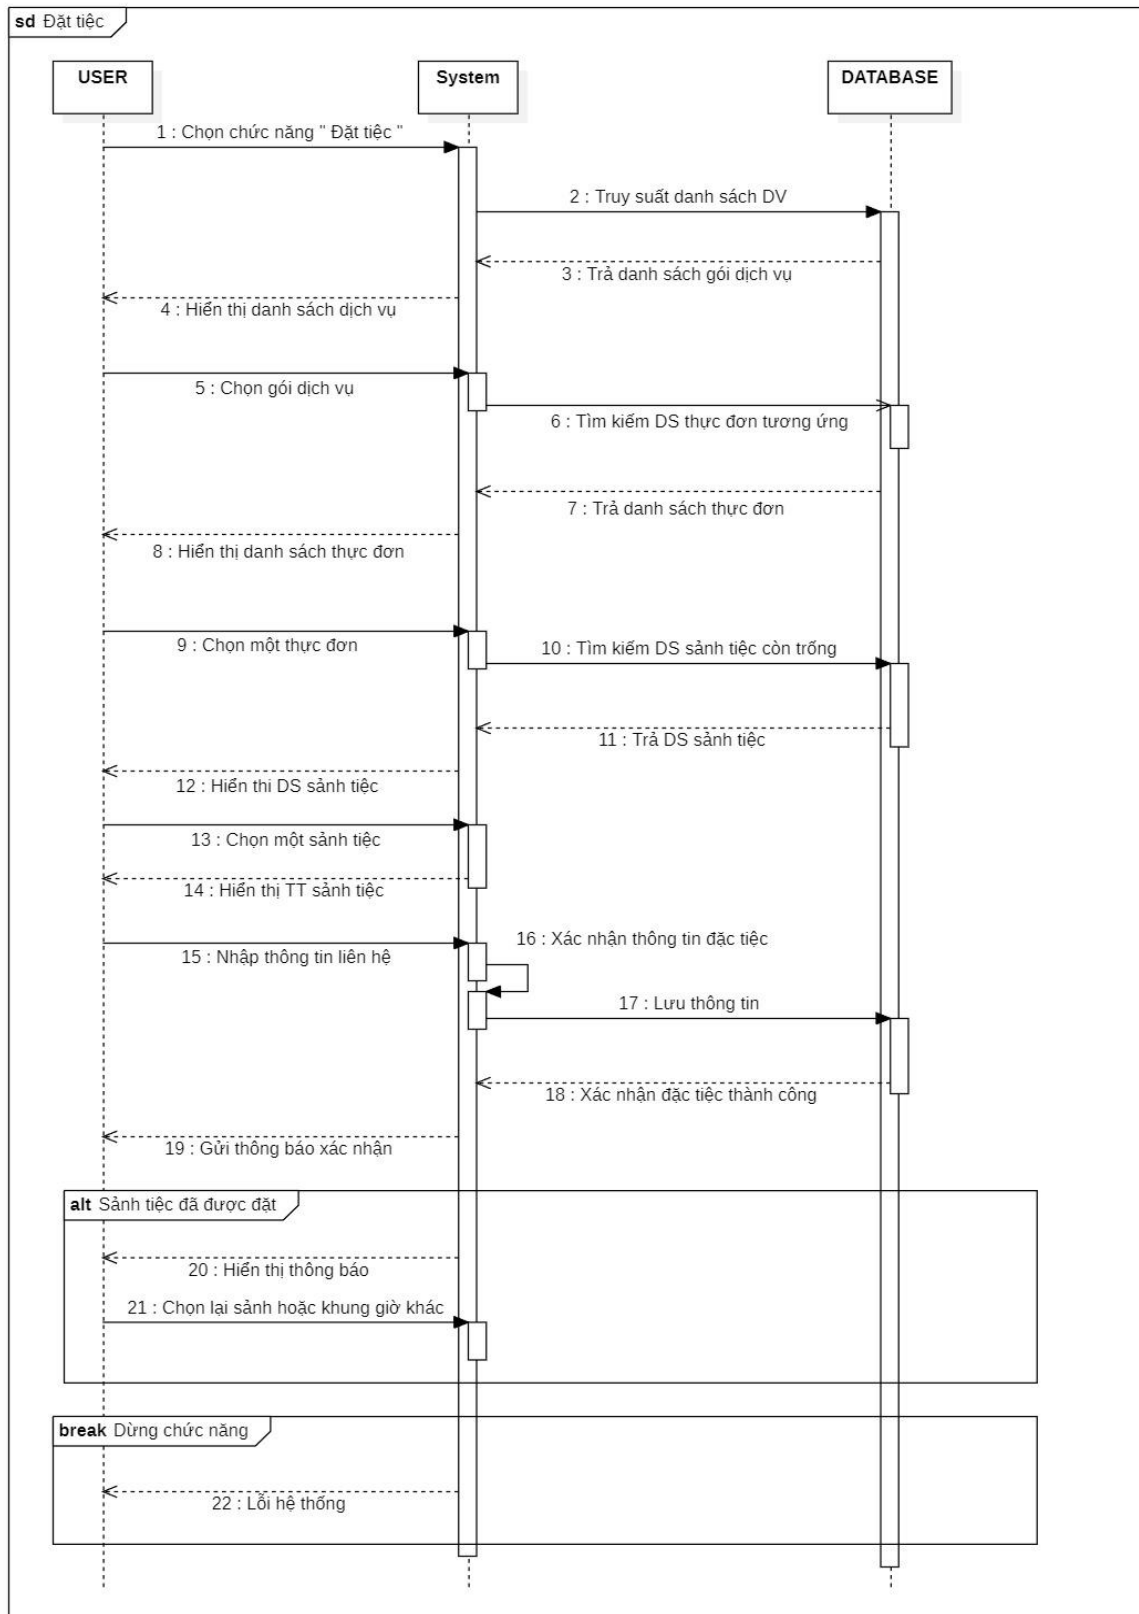 sd Đặt tiệc
USER
System
DATABASE
1 : Chọn chức năng " Đặt tiệc "
2 : Truy suất danh sách DV
3 : Trả danh sách gói dịch vụ
4 : Hiển thị danh sách dịch vụ
5 : Chọn gói dịch vụ
6 : Tìm kiếm DS thực đơn tương ứng
7 : Trả danh sách thực đơn
8 : Hiển thị danh sách thực đơn
9 : Chọn một thực đơn
10 : Tìm kiếm DS sảnh tiệc còn trống
11 : Trả DS sảnh tiệc
12 : Hiển thi DS sảnh tiệc
13 : Chọn một sảnh tiệc
14 : Hiển thị TT sảnh tiệc
15 : Nhập thông tin liên hệ
16 : Xác nhận thông tin đặc tiệc
17 : Lưu thông tin
18 : Xác nhận đặc tiệc thành công
19 : Gửi thông báo xác nhận
alt Sảnh tiệc đã được đặt
20 : Hiển thị thông báo
21 : Chọn lại sảnh hoặc khung giờ khác
break Dừng chức năng
22 : Lỗi hệ thống